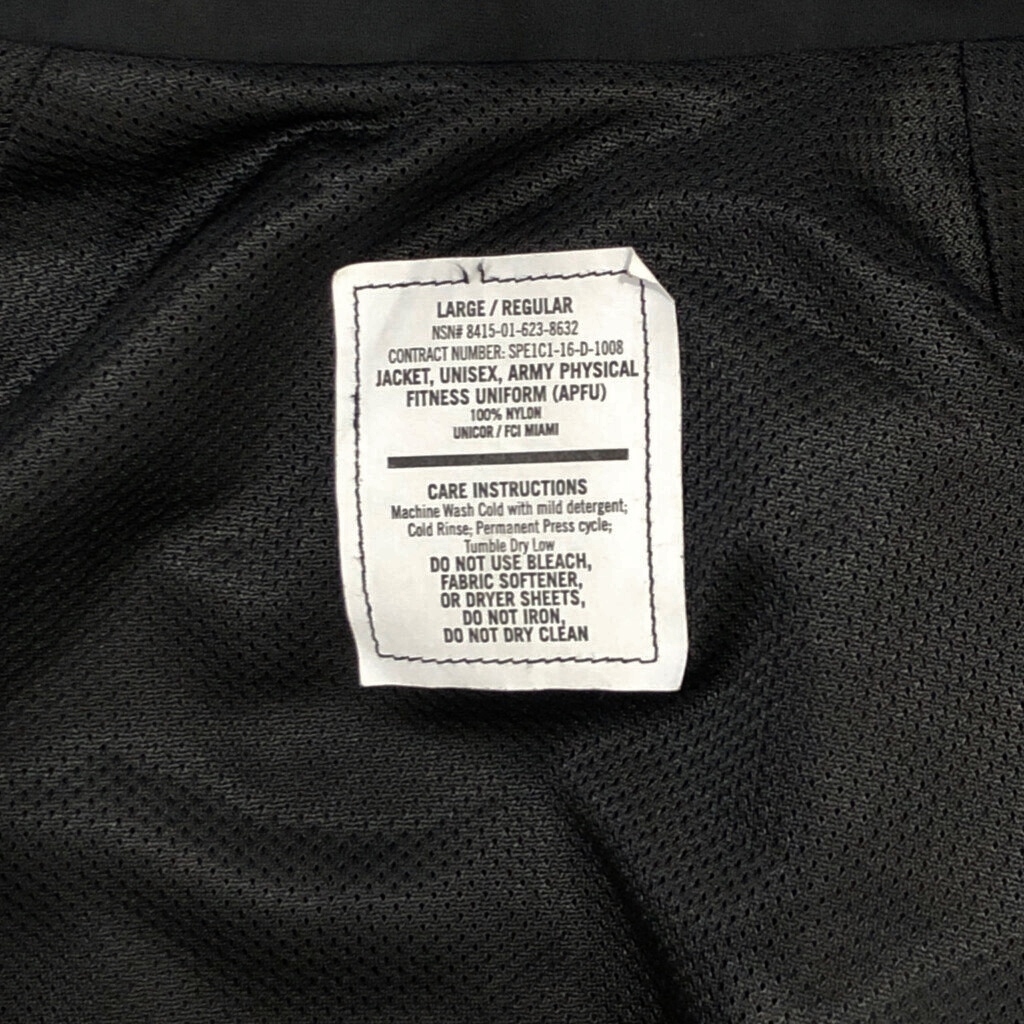 LARGE / REGULAR
NSN# 8415-01-623-8632
CONTRACT NUMBER: SPE1C1-16-D-1008
JACKET, UNISEX, ARMY PHYSICAL
FITNESS UNIFORM (APFU)
100% NYLON
UNICOR / FCI MIAMI
CARE INSTRUCTIONS
Machine Wash Cold with mild detergent;
Cold Rinse; Permanent Press cycle;
Tumble Dry Low
DO NOT USE BLEACH,
FABRIC SOFTENER,
OR DRYER SHEETS,
DO NOT IRON,
DO NOT DRY CLEAN